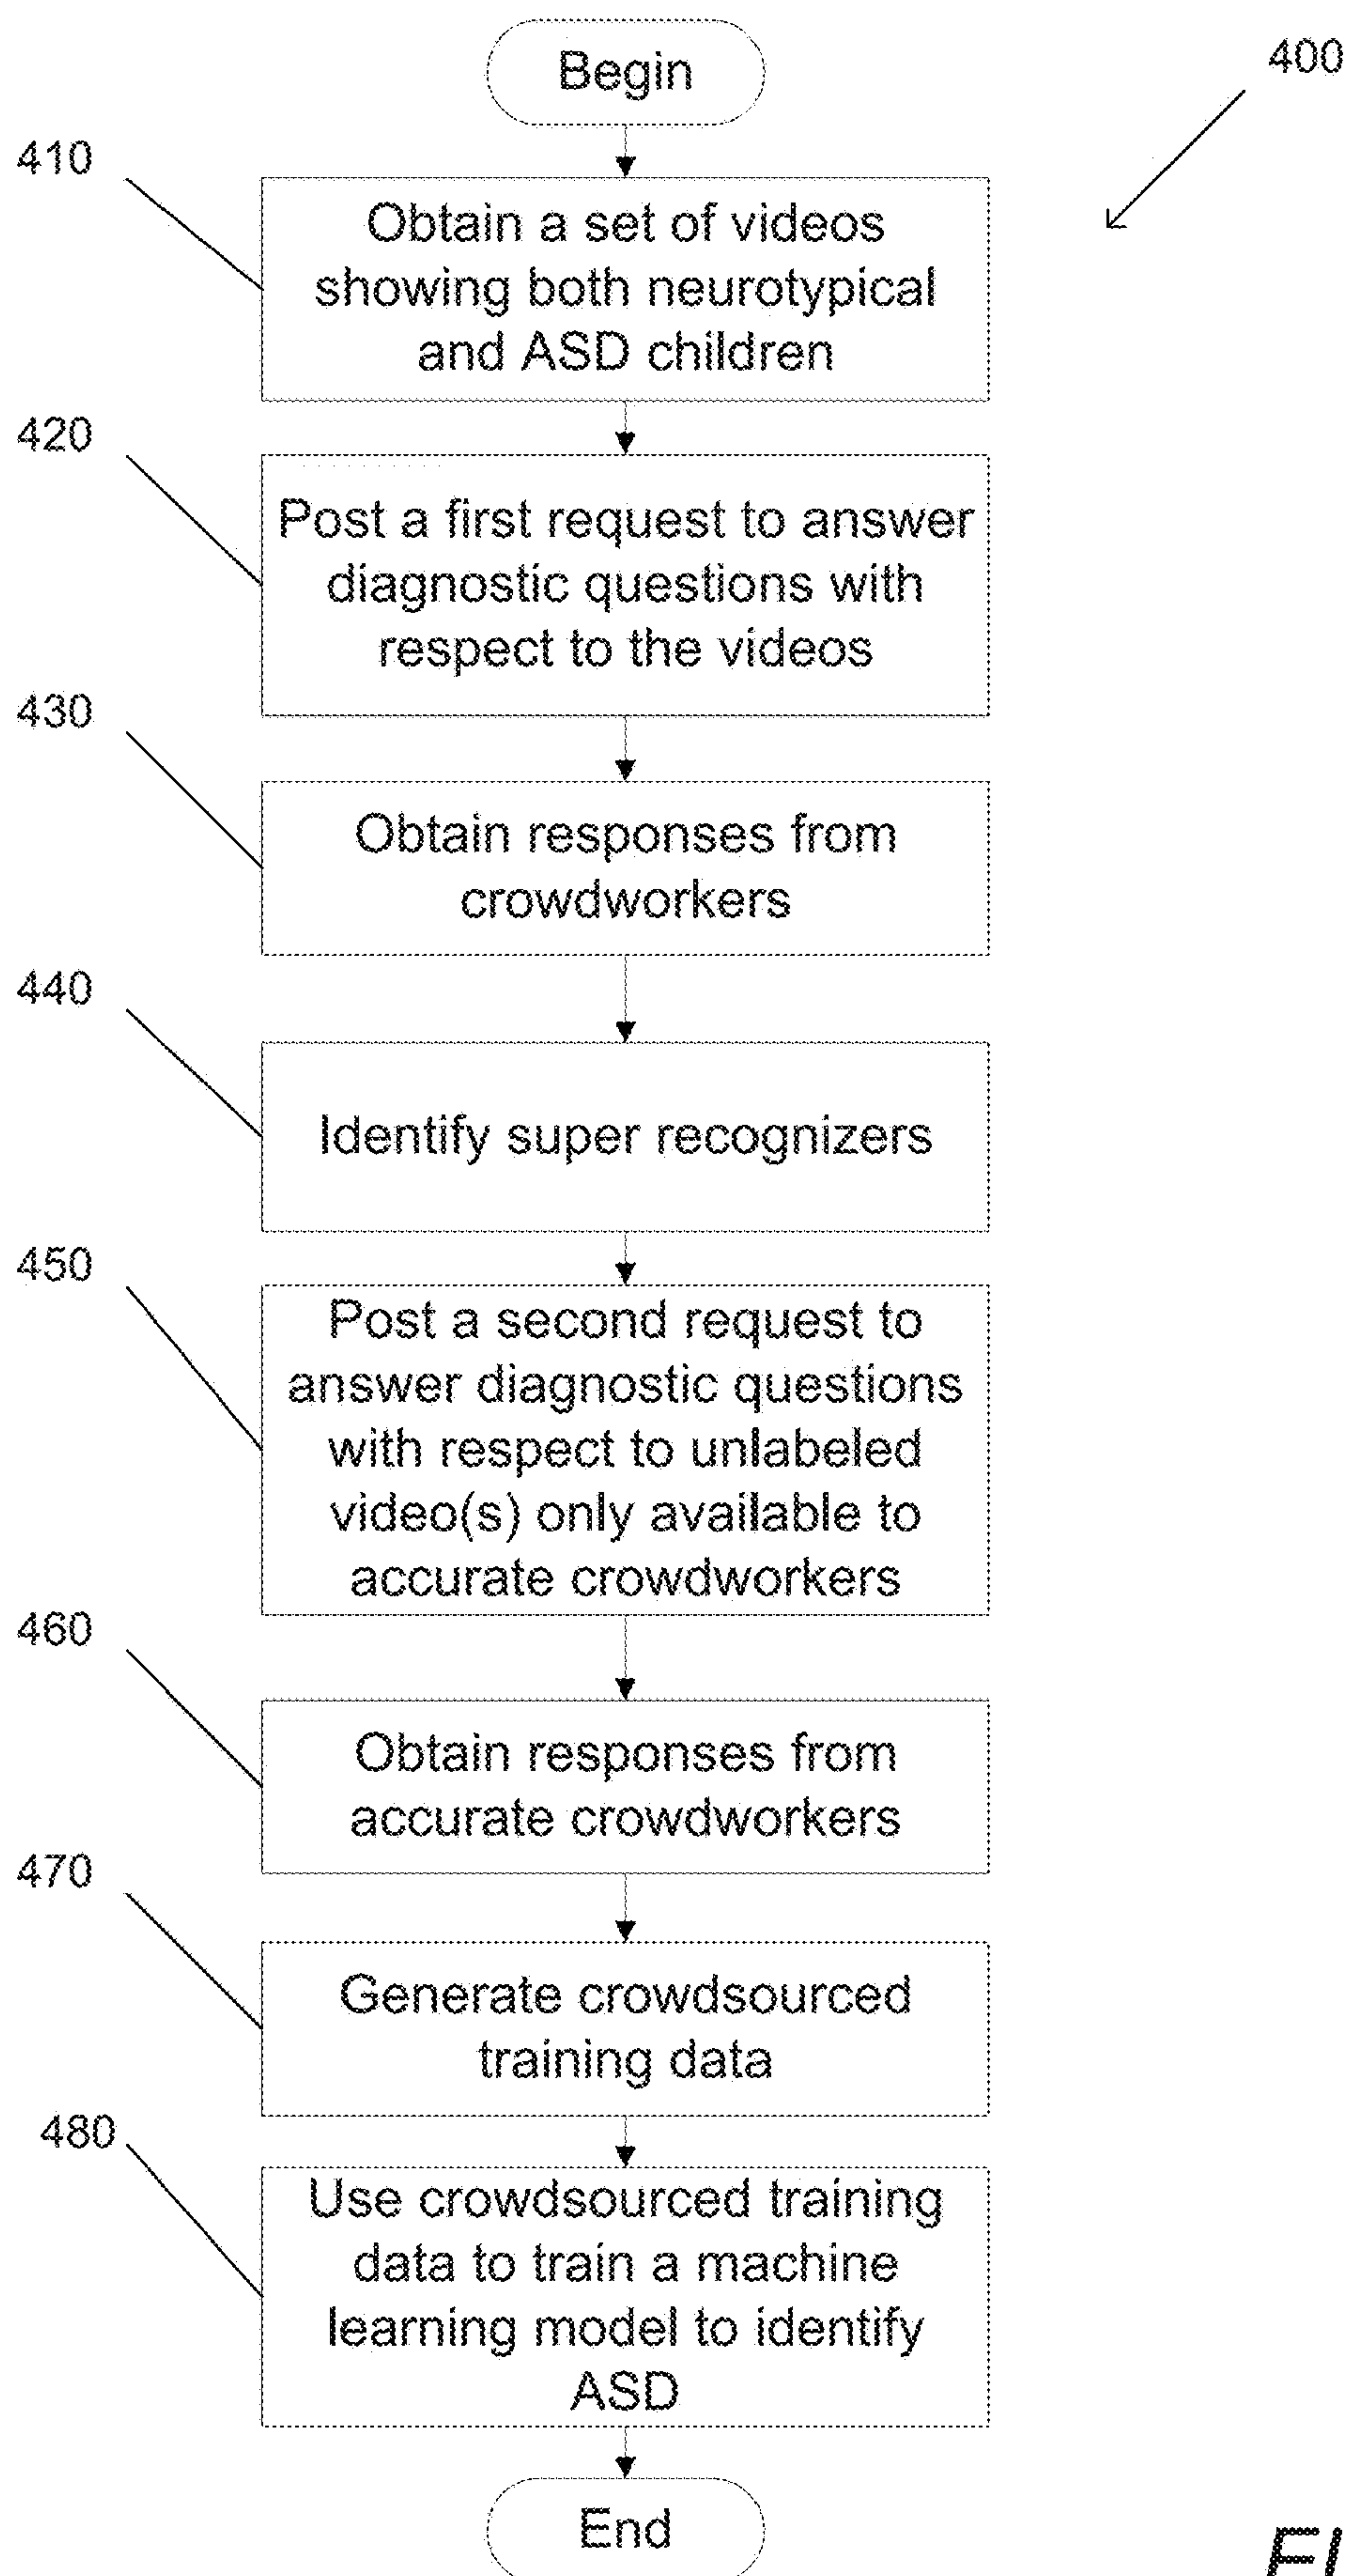 Begin
400
410
Obtain a set of videos
showing both neurotypical
and ASD children
420
Post a first request to answer
diagnostic questions with
respect to the videos
430
Obtain responses from
crowdworkers
440
Identify super recognizers
450
Post a second request to
answer diagnostic questions
with respect to unlabeled
video(s) only available to
accurate crowdworkers
460
Obtain responses from
accurate crowdworkers
470
Generate crowdsourced
training data
480
Use crowdsourced training
data to train a machine
learning model to identify
ASD
End